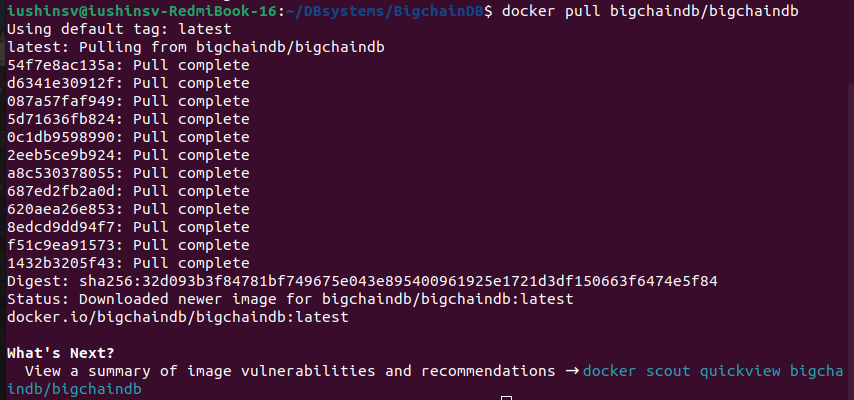 iushinsv@iushinsv-RedmiBook-16:~/DBsystems/BigchainDB$ docker pull bigchaindb/bigchaindb
Using default tag: latest
latest: Pulling from bigchaindb/bigchaindb
54f7e8ac135a: Pull complete
d6341e30912f: Pull complete
087a57faf949: Pull complete
5d71636fb824: Pull complete
0c1db9598990: Pull complete
2eeb5ce9b924: Pull complete
a8c530378055: Pull complete
687ed2fb2a0d: Pull complete
620aea26e853: Pull complete
8edcd9dd94f7: Pull complete
f51c9ea91573: Pull complete
1432b3205f43: Pull complete
Digest: sha256:32d093b3f84781bf749675e043e895400961925e1721d3df150663f6474e5f84
Status: Downloaded newer image for bigchaindb/bigchaindb:latest
docker.io/bigchaindb/bigchaindb:latest
What's Next?
View a summary of image vulnerabilities and recommendations → docker scout quickview bigcha
indb/bigchaindb